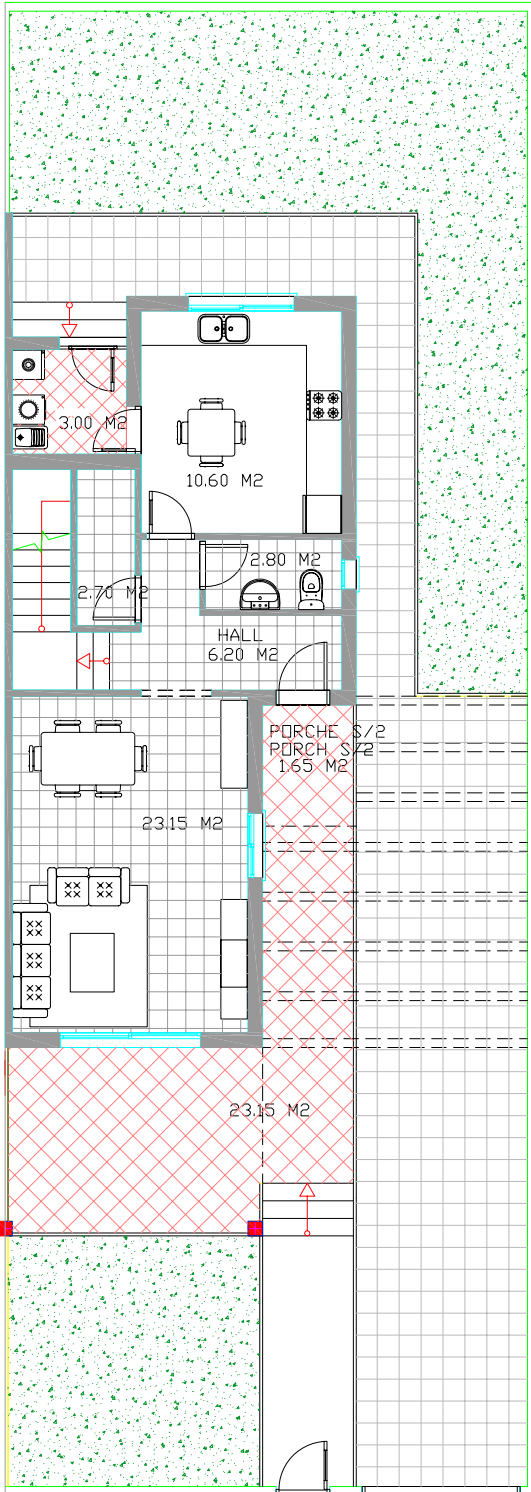 3.00 M2
10.60 M2
2.80 M2
2.70 M2
HALL
6.20 M2
PORCHE S/2
PORCH S/2
1.65 M2
23.15 M2
23.15 M2